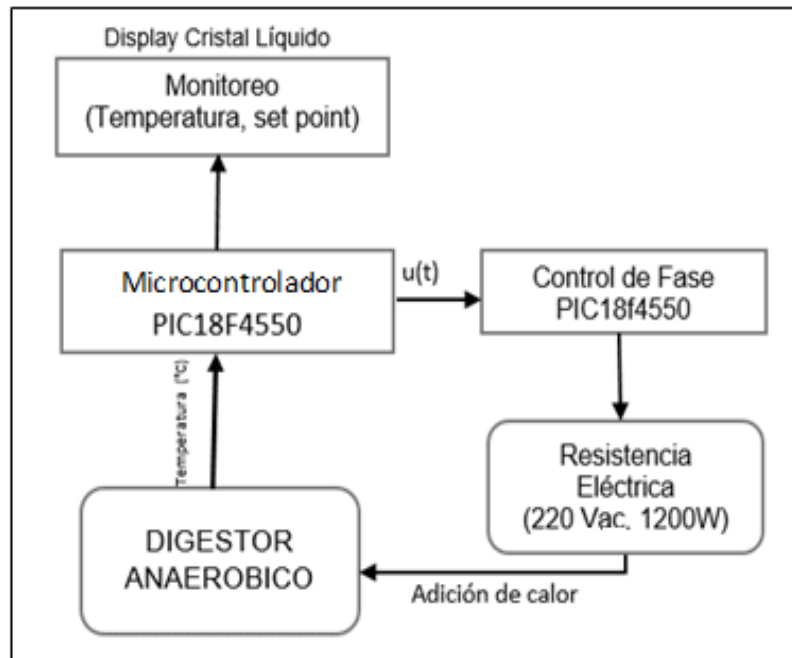 Display Cristal Líquido
Monitoreo
(Temperatura, set point)
Microcontrolador
PIC18F4550
u(t)
Control de Fase
PIC18f4550
Temperatura (°C)
Resistencia
Eléctrica
(220 Vac, 1200W)
DIGESTOR
ANAEROBICO
Adición de calor